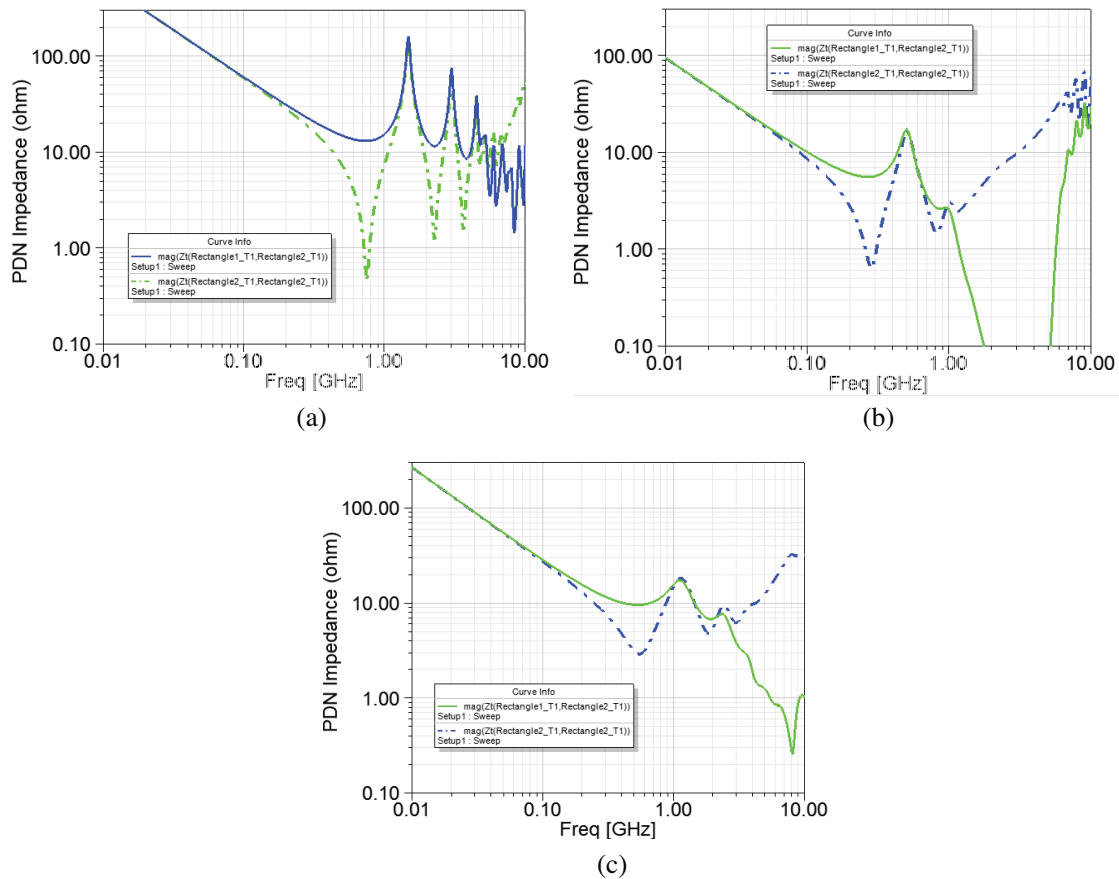 100.00
10.00
1.00
0.10
PDN Impedance (ohm)
Curve Info
mag(Zt(Rectangle1_T1,Rectangle2_T1))
Setup1 : Sweep
mag(Zt(Rectangle2_T1,Rectangle2_T1))
Setup1 : Sweep
0.01
0.10
1.00
10.00
Freq [GHz]
(a)
100.00
10.00
1.00
0.10
PDN Impedance (ohm)
Curve Info
mag(Zt(Rectangle1_T1,Rectangle2_T1))
Setup1 : Sweep
mag(Zt(Rectangle2_T1,Rectangle2_T1))
Setup1 : Sweep
0.01
0.10
1.00
10.00
Freq [GHz]
(b)
100.00
10.00
1.00
0.10
PDN Impedance (ohm)
Curve Info
mag(Zt(Rectangle1_T1,Rectangle2_T1))
Setup1 : Sweep
mag(Zt(Rectangle2_T1,Rectangle2_T1))
Setup1 : Sweep
0.01
0.10
1.00
10.00
Freq [GHz]
(c)